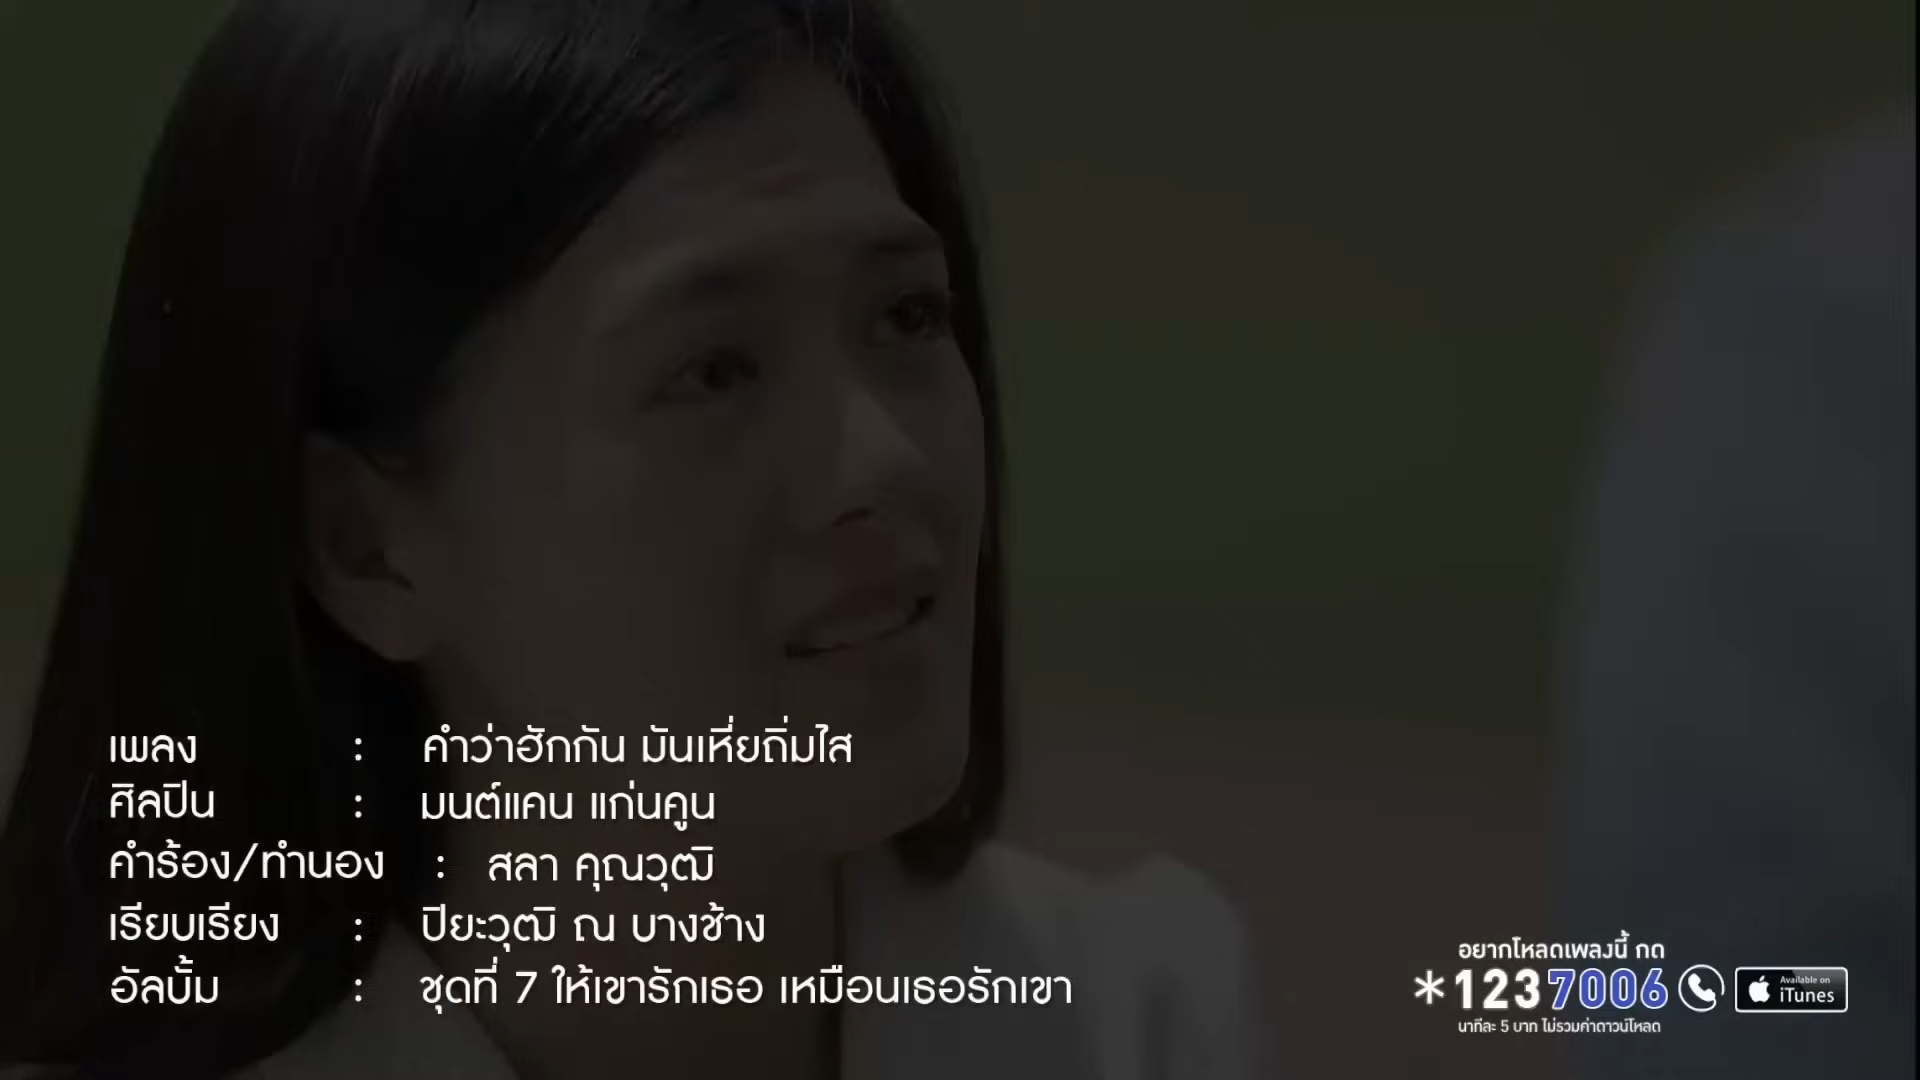 เพลง : คำว่าฮักกัน มันเหี่ยถิ่มไส
ศิลปิน : มนต์แคน แก่นคูน
คำร้อง/ทำนอง : สลา คุณวุฒิ
เรียบเรียง : ปิยะวุฒิ ณ บางช้าง
อัลบั้ม : ชุดที่ 7 ให้เขารักเธอ เหมือนเธอรักเขา
อยากโหลดเพลงนี้ กด
*1237006
Available on
iTunes
นาทีละ 5 บาท ไม่รวมค่าดาวน์โหลด